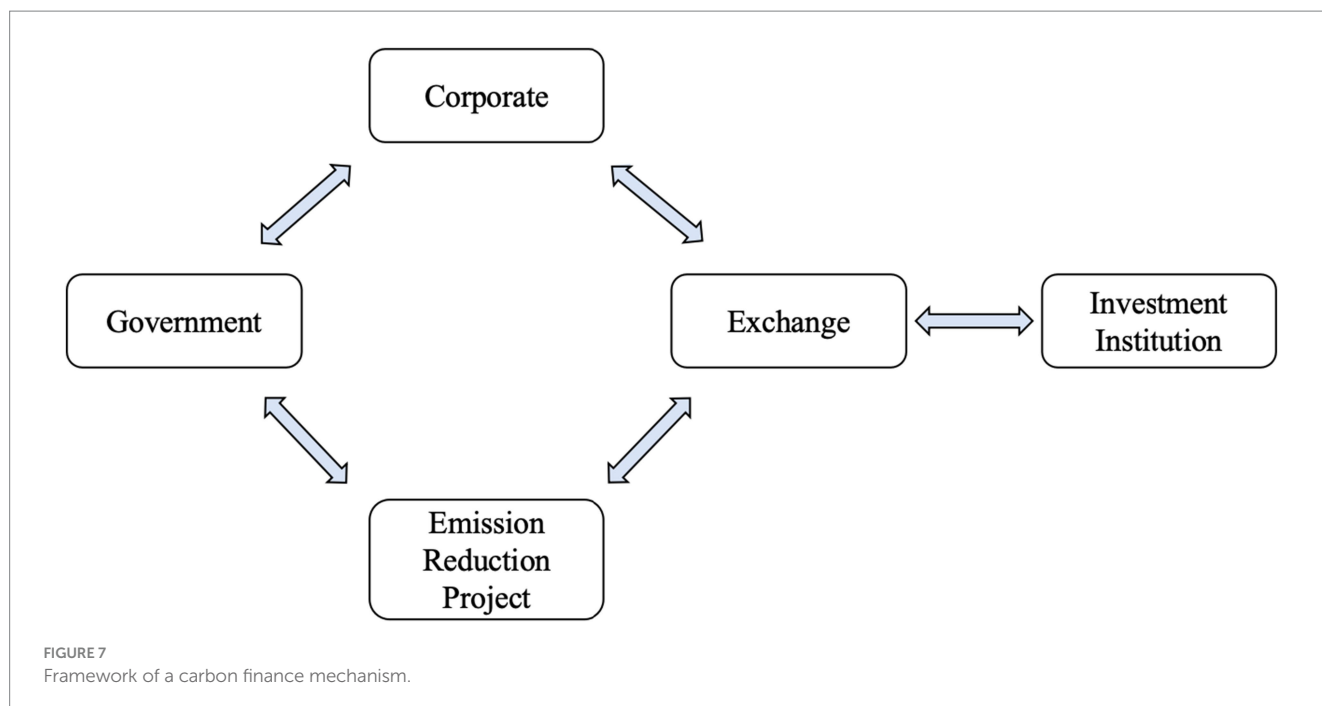 Corporate
Government
Exchange
Investment
Institution
Emission
Reduction
Project
FIGURE 7
Framework of a carbon finance mechanism.